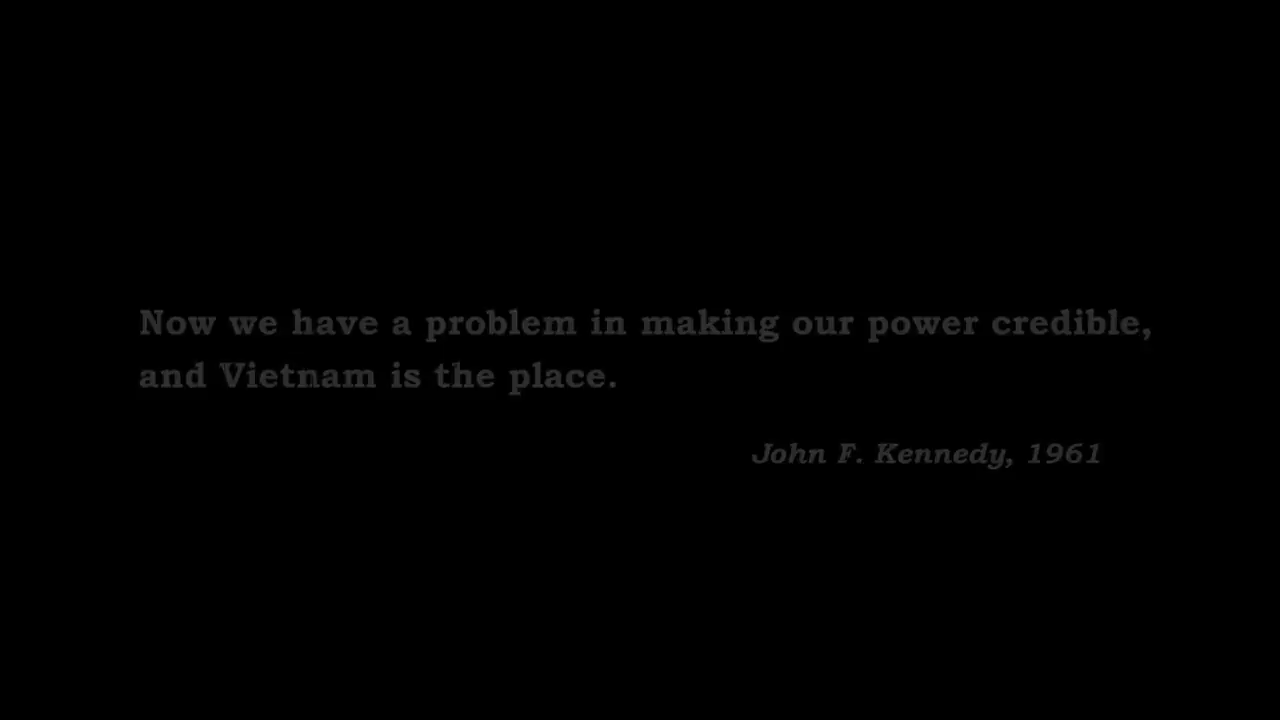 Now we have a problem in making our power credible,
and Vietnam is the place.
John F. Kennedy, 1961